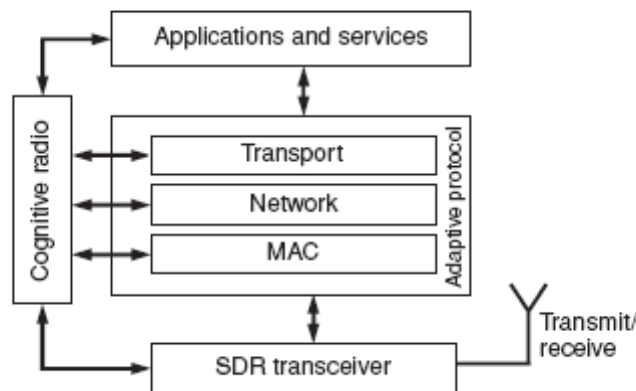 Applications and services
Cognitive radio
Transport
Network
MAC
Adaptive protocol
SDR transceiver
Transmit/
receive